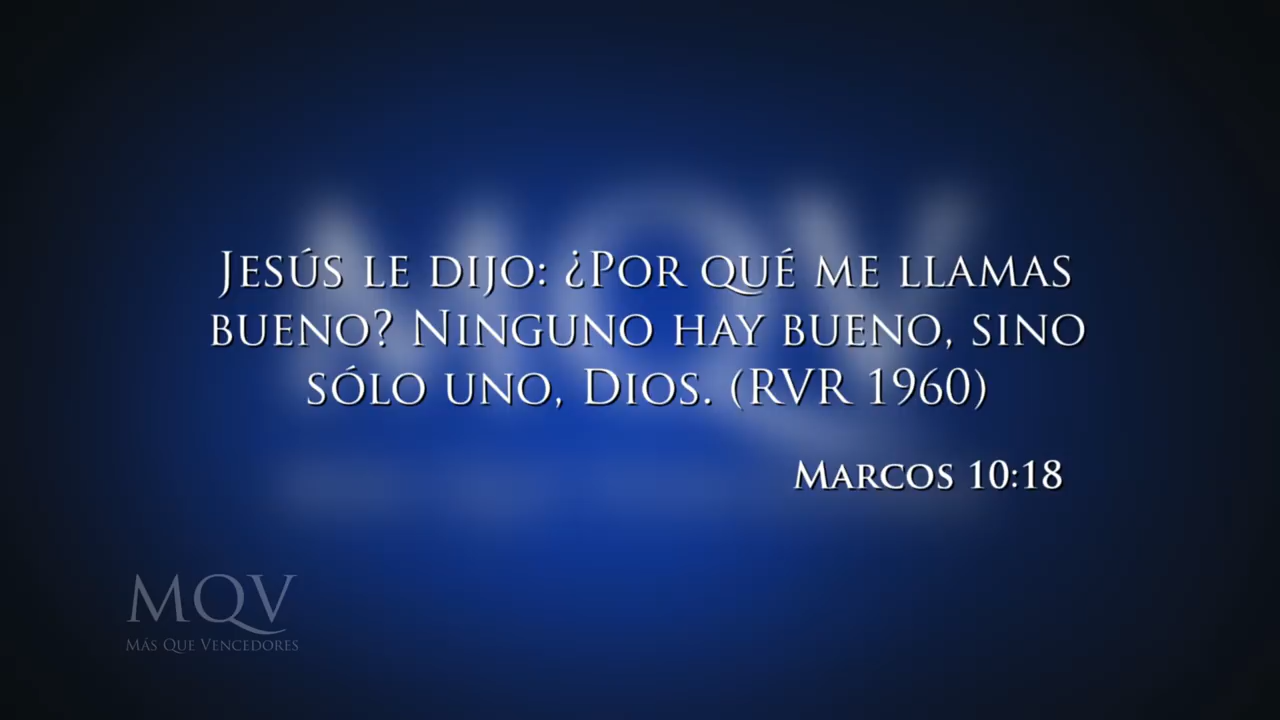 Jesús le dijo: ¿Por qué me llamas
bueno? Ninguno hay bueno, sino
sólo uno, Dios. (RVR 1960)
Marcos 10:18
MQV
Más Que Vencedores